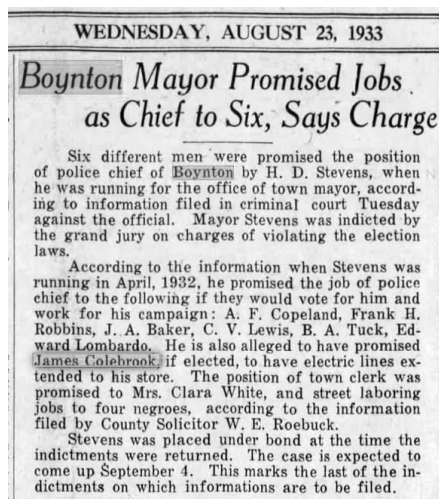 WEDNESDAY, AUGUST 23, 1933
Boynton Mayor Promised Jobs
as Chief to Six, Says Charge
Six different men were promised the position
of police chief of Boynton by H. D. Stevens, when
he was running for the office of town mayor, accord-
ing to information filed in criminal court Tuesday
against the official. Mayor Stevens was indicted by
the grand jury on charges of violating the election
laws.
According to the information when Stevens was
running in April, 1932, he promised the job of police
chief to the following if they would vote for him and
work for his campaign: A. F. Copeland, Frank H.
Robbins, J. A. Baker, C. V. Lewis, B. A. Tuck, Ed-
ward Lombardo. He is also alleged to have promised
James Colebrook, if elected, to have electric lines ex-
tended to his store. The position of town clerk was
promised to Mrs. Clara White, and street laboring
jobs to four negroes, according to the information
filed by County Solicitor W. E. Roebuck.
Stevens was placed under bond at the time the
indictments were returned. The case is expected to
come up September 4. This marks the last of the in-
dictments on which informations are to be filed.